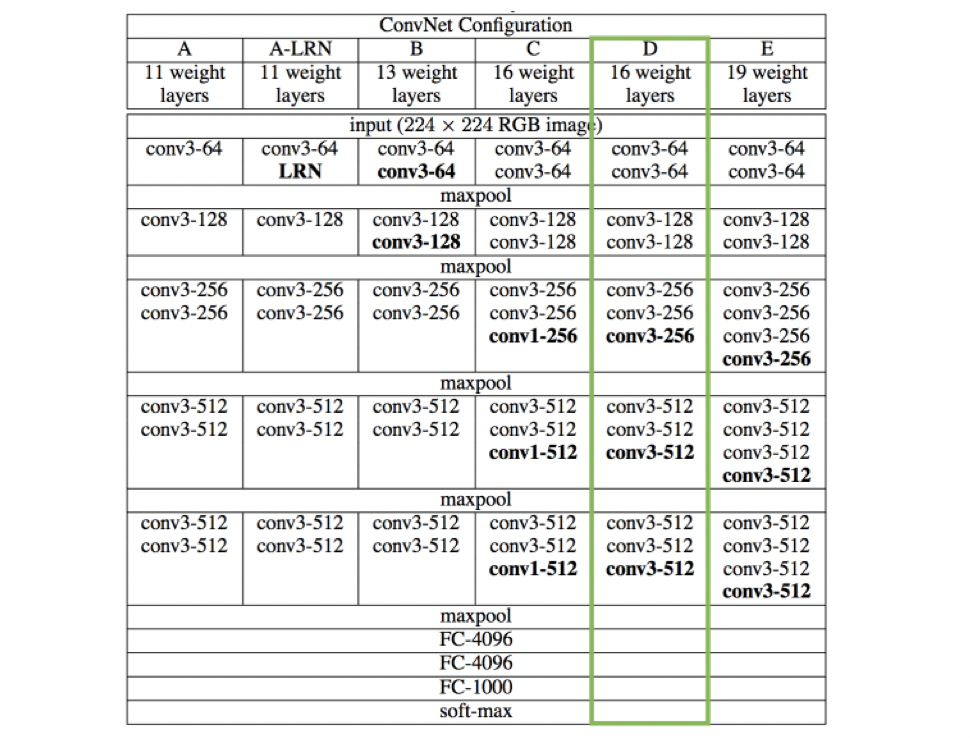 ConvNet Configuration
A A-LRN B C D E
11 weight 11 weight 13 weight 16 weight 16 weight 19 weight
layers layers layers layers layers layers
input (224 × 224 RGB image)
conv3-64 conv3-64 conv3-64 conv3-64 conv3-64 conv3-64
LRN conv3-64 conv3-64 conv3-64 conv3-64
maxpool
conv3-128 conv3-128 conv3-128 conv3-128 conv3-128 conv3-128
conv3-128 conv3-128 conv3-128 conv3-128
maxpool
conv3-256 conv3-256 conv3-256 conv3-256 conv3-256 conv3-256
conv3-256 conv3-256 conv3-256 conv3-256 conv3-256 conv3-256
conv1-256 conv3-256 conv3-256
conv3-256
maxpool
conv3-512 conv3-512 conv3-512 conv3-512 conv3-512 conv3-512
conv3-512 conv3-512 conv3-512 conv3-512 conv3-512 conv3-512
conv1-512 conv3-512 conv3-512
conv3-512
maxpool
conv3-512 conv3-512 conv3-512 conv3-512 conv3-512 conv3-512
conv3-512 conv3-512 conv3-512 conv3-512 conv3-512 conv3-512
conv1-512 conv3-512 conv3-512
conv3-512
maxpool
FC-4096
FC-4096
FC-1000
soft-max